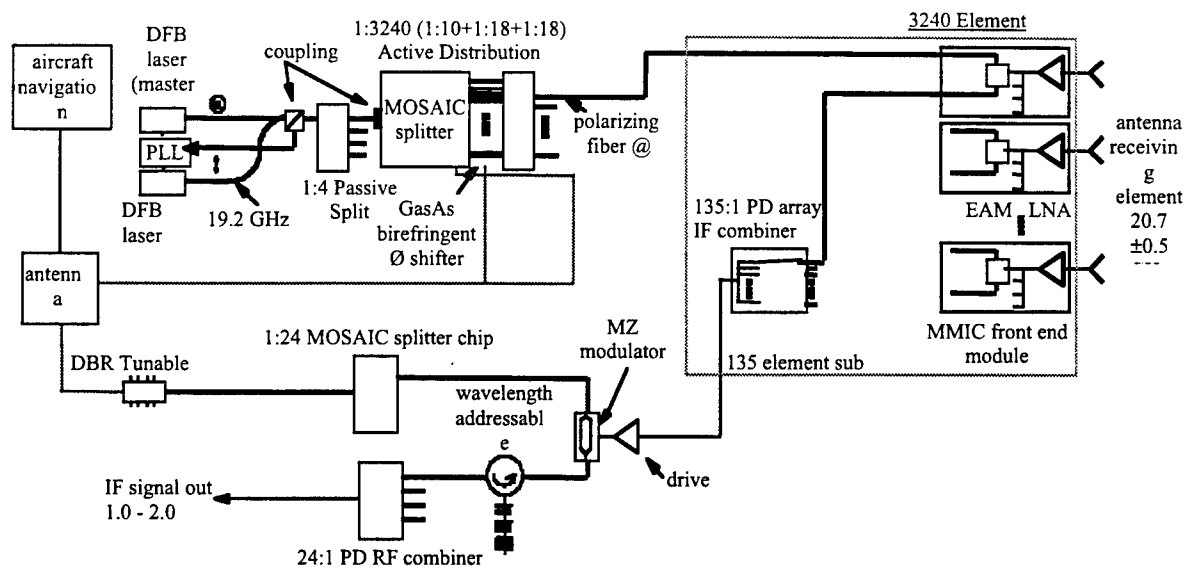 aircraft
navigatio
n
DFB
laser
(master
PLL
DFB
laser
19.2 GHz
coupling
1:4 Passive
Split
1:3240 (1:10+1:18+1:18)
Active Distribution
MOSAIC
splitter
GasAs
birefringent
Ø shifter
polarizing
fiber @
3240 Element
antenna
receivin
g
element
20.7
±0.5
----
EAM
LNA
MMIC front end
module
135:1 PD array
IF combiner
135 element sub
antenn
a
DBR Tunable
1:24 MOSAIC splitter chip
wavelength
addressabl
e
MZ
modulator
drive
IF signal out
1.0 - 2.0
24:1 PD RF combiner